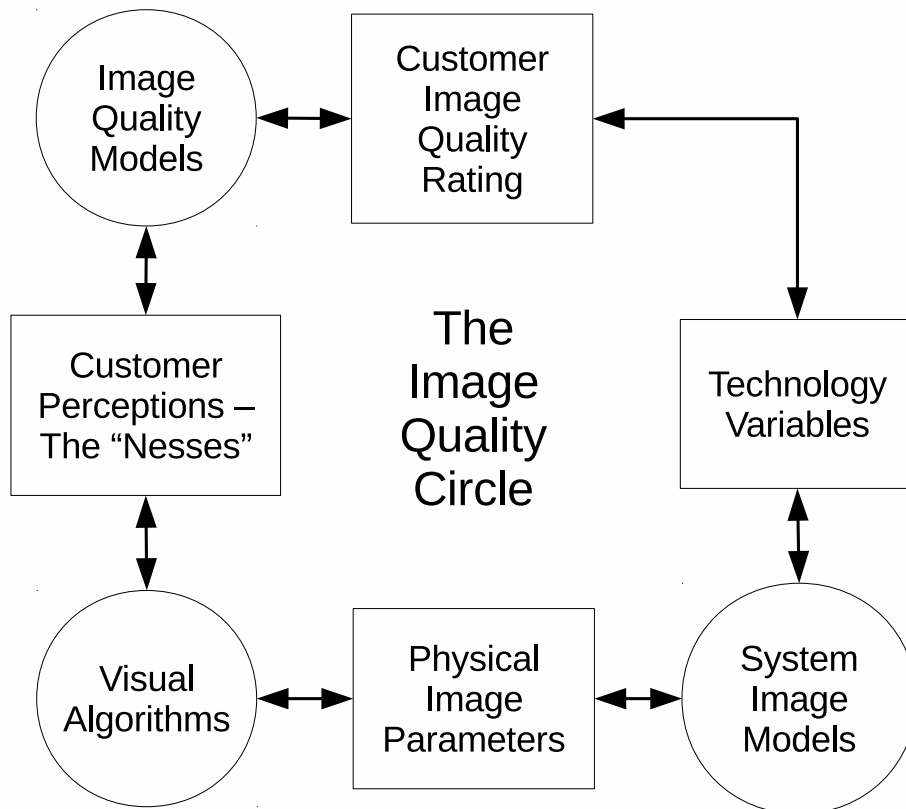 Image
Quality
Models
Customer
Image
Quality
Rating
The
Image
Quality
Circle
Customer
Perceptions –
The “Nesses”
Technology
Variables
Visual
Algorithms
Physical
Image
Parameters
System
Image
Models